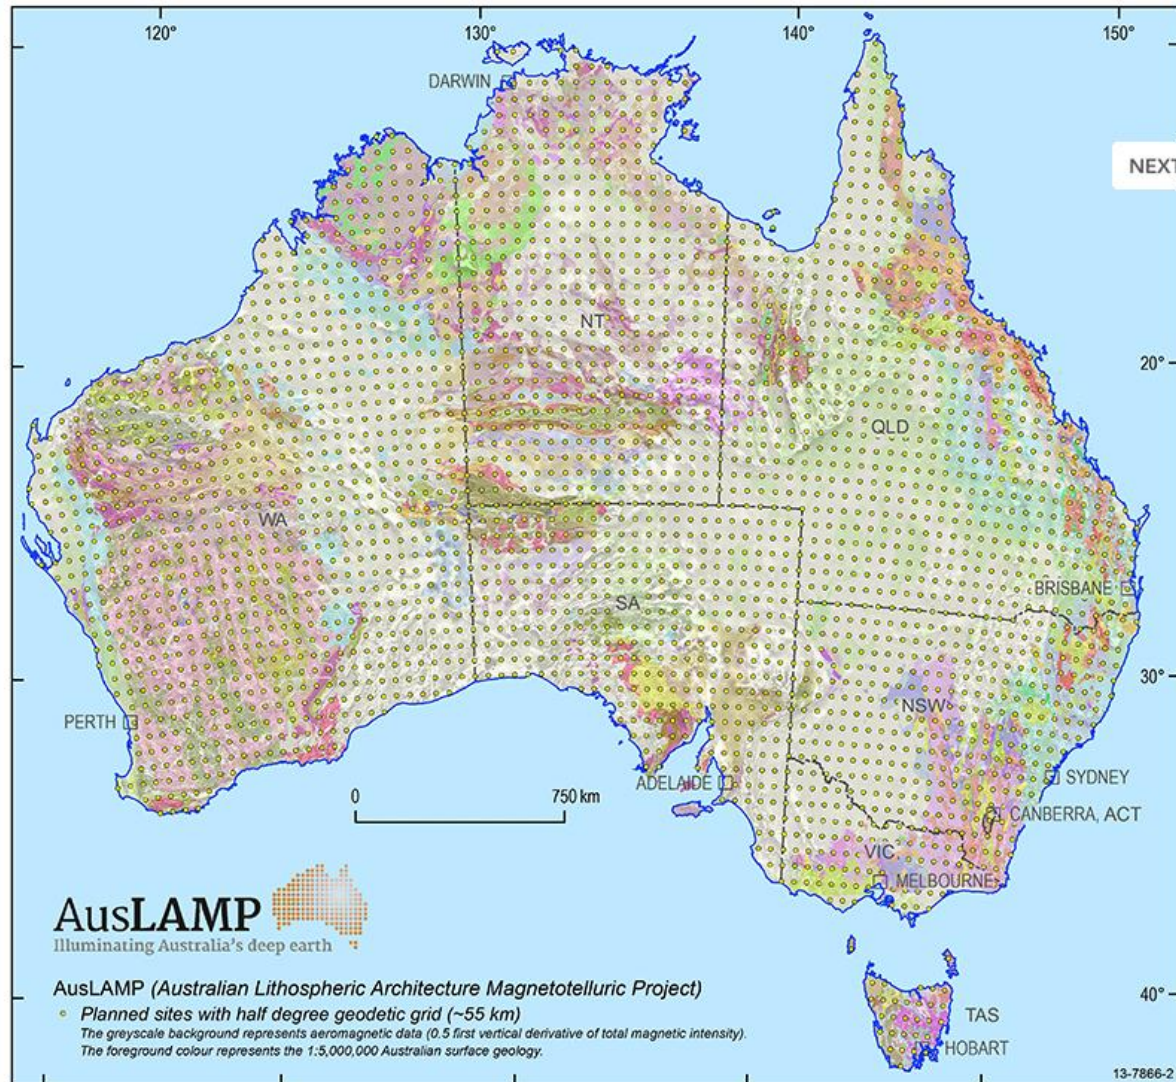 120°
130°
140°
150°
DARWIN
NEXT
NT
20°
QLD
WA
BRISBANE
SA
30°
NSW
PERTH
ADELAIDE
SYDNEY
0
750 km
CANBERRA, ACT
VIC
MELBOURNE
AusLAMP
Illuminating Australia's deep earth
AusLAMP (Australian Lithospheric Architecture Magnetotelluric Project)
Planned sites with half degree geodetic grid (~55 km)
The greyscale background represents aeromagnetic data (0.5 first vertical derivative of total magnetic intensity).
The foreground colour represents the 1:5,000,000 Australian surface geology.
40°
TAS
HOBART
13-7866-2